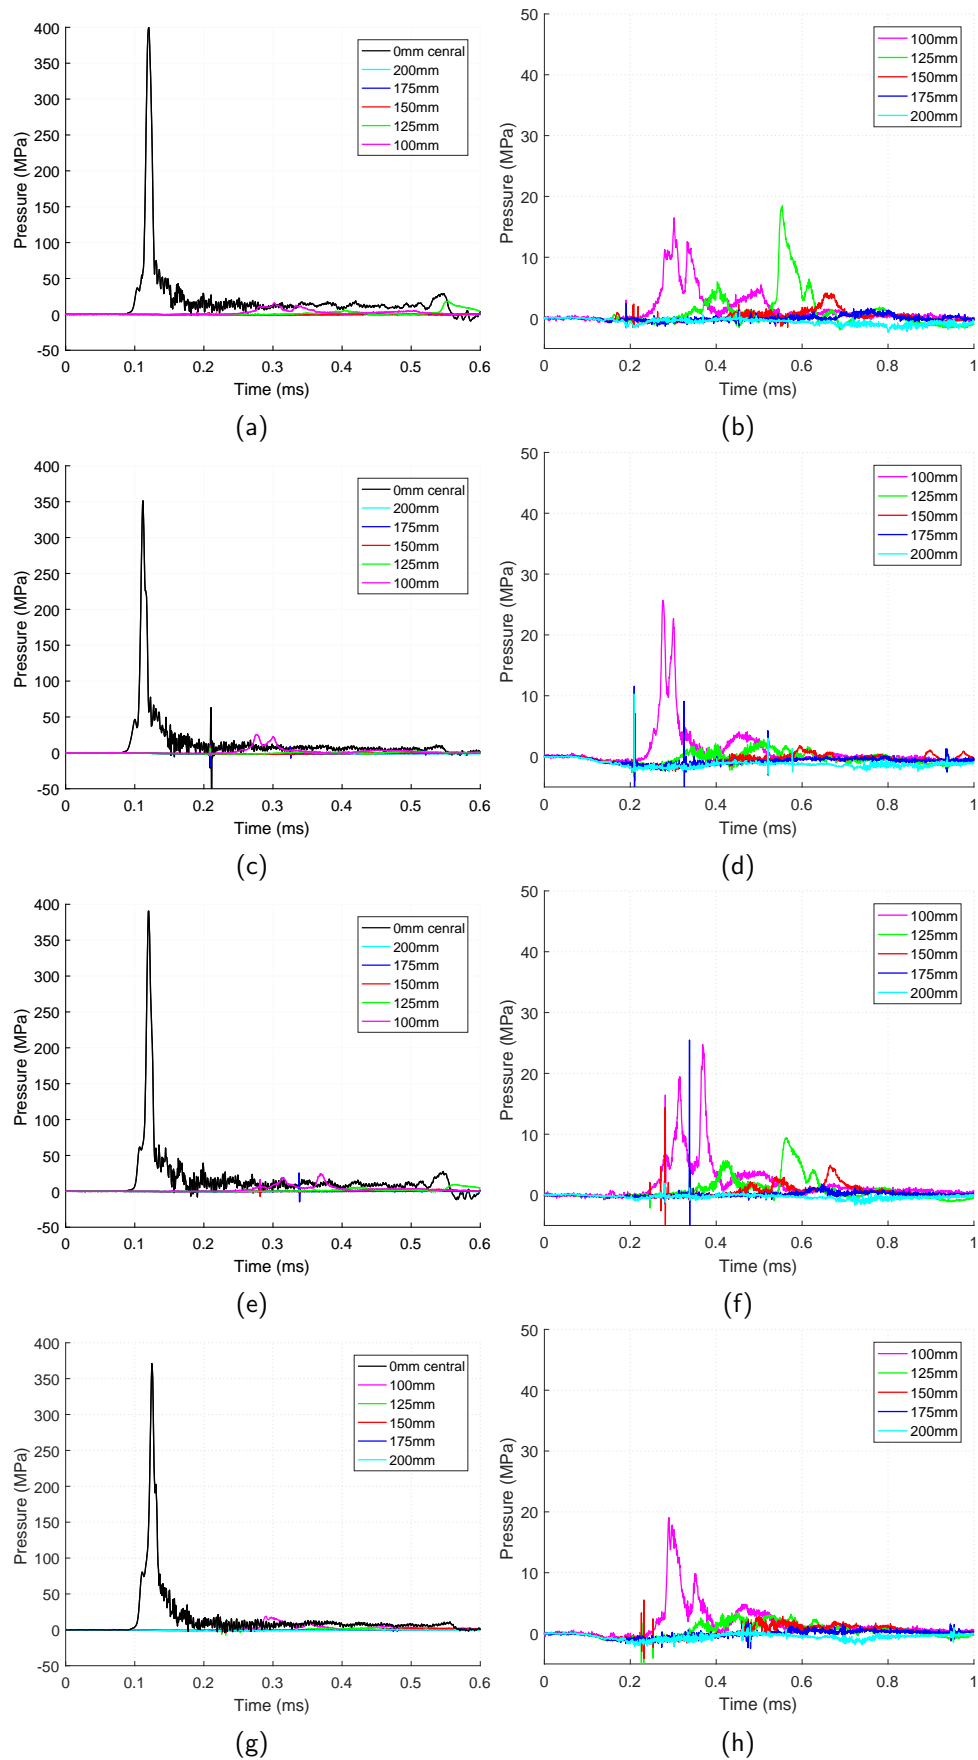 400
350
300
250
200
150
100
50
0
-50
Pressure (MPa)
0mm cenral
200mm
175mm
150mm
125mm
100mm
0 0.1 0.2 0.3 0.4 0.5 0.6
Time (ms)
(a)
50
40
30
20
10
0
Pressure (MPa)
100mm
125mm
150mm
175mm
200mm
0 0.2 0.4 0.6 0.8 1
Time (ms)
(b)
400
350
300
250
200
150
100
50
0
-50
Pressure (MPa)
0mm cenral
200mm
175mm
150mm
125mm
100mm
0 0.1 0.2 0.3 0.4 0.5 0.6
Time (ms)
(c)
50
40
30
20
10
0
Pressure (MPa)
100mm
125mm
150mm
175mm
200mm
0 0.2 0.4 0.6 0.8 1
Time (ms)
(d)
400
350
300
250
200
150
100
50
0
-50
Pressure (MPa)
0mm cenral
200mm
175mm
150mm
125mm
100mm
0 0.1 0.2 0.3 0.4 0.5 0.6
Time (ms)
(e)
50
40
30
20
10
0
Pressure (MPa)
100mm
125mm
150mm
175mm
200mm
0 0.2 0.4 0.6 0.8 1
Time (ms)
(f)
400
350
300
250
200
150
100
50
0
-50
Pressure (MPa)
0mm central
100mm
125mm
150mm
175mm
200mm
0 0.1 0.2 0.3 0.4 0.5 0.6
Time (ms)
(g)
50
40
30
20
10
0
Pressure (MPa)
100mm
125mm
150mm
175mm
200mm
0 0.2 0.4 0.6 0.8 1
Time (ms)
(h)